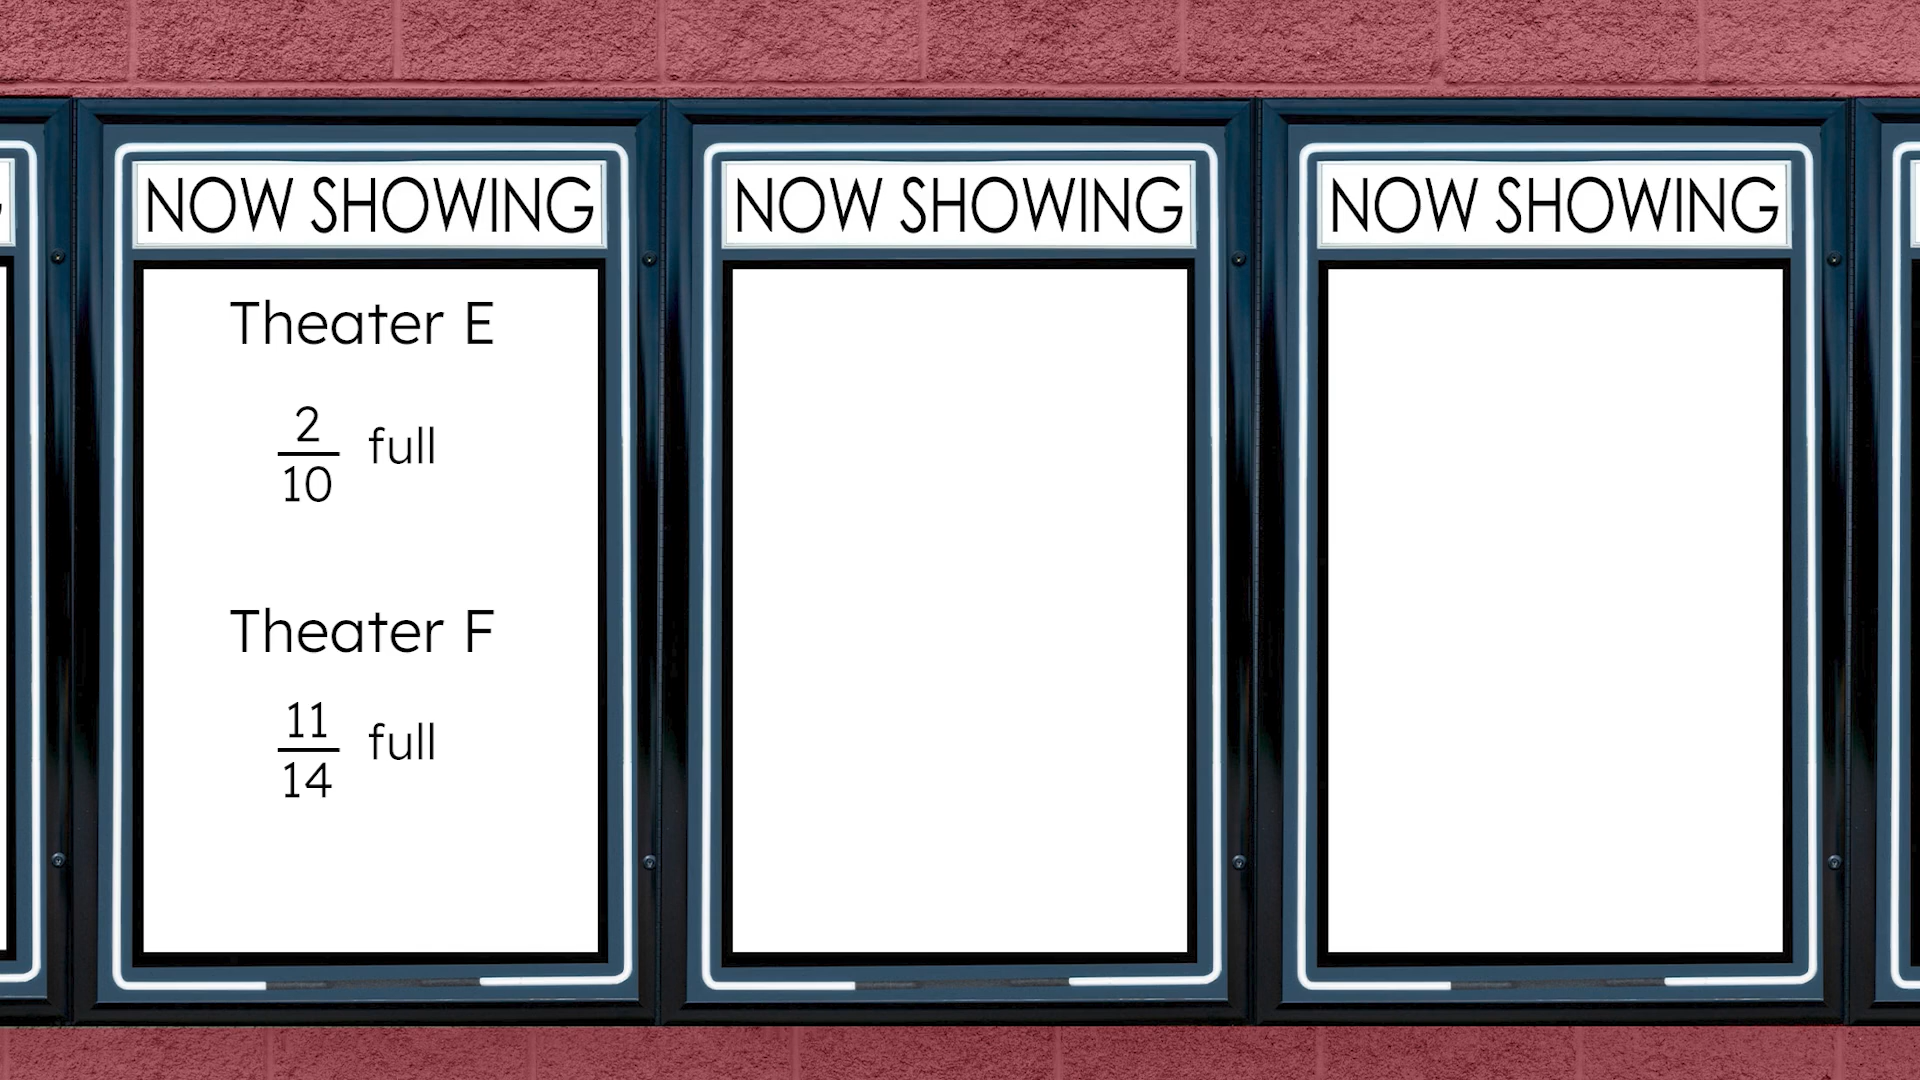 NOW SHOWING
Theater E
2/10 full
Theater F
11/14 full
NOW SHOWING
NOW SHOWING